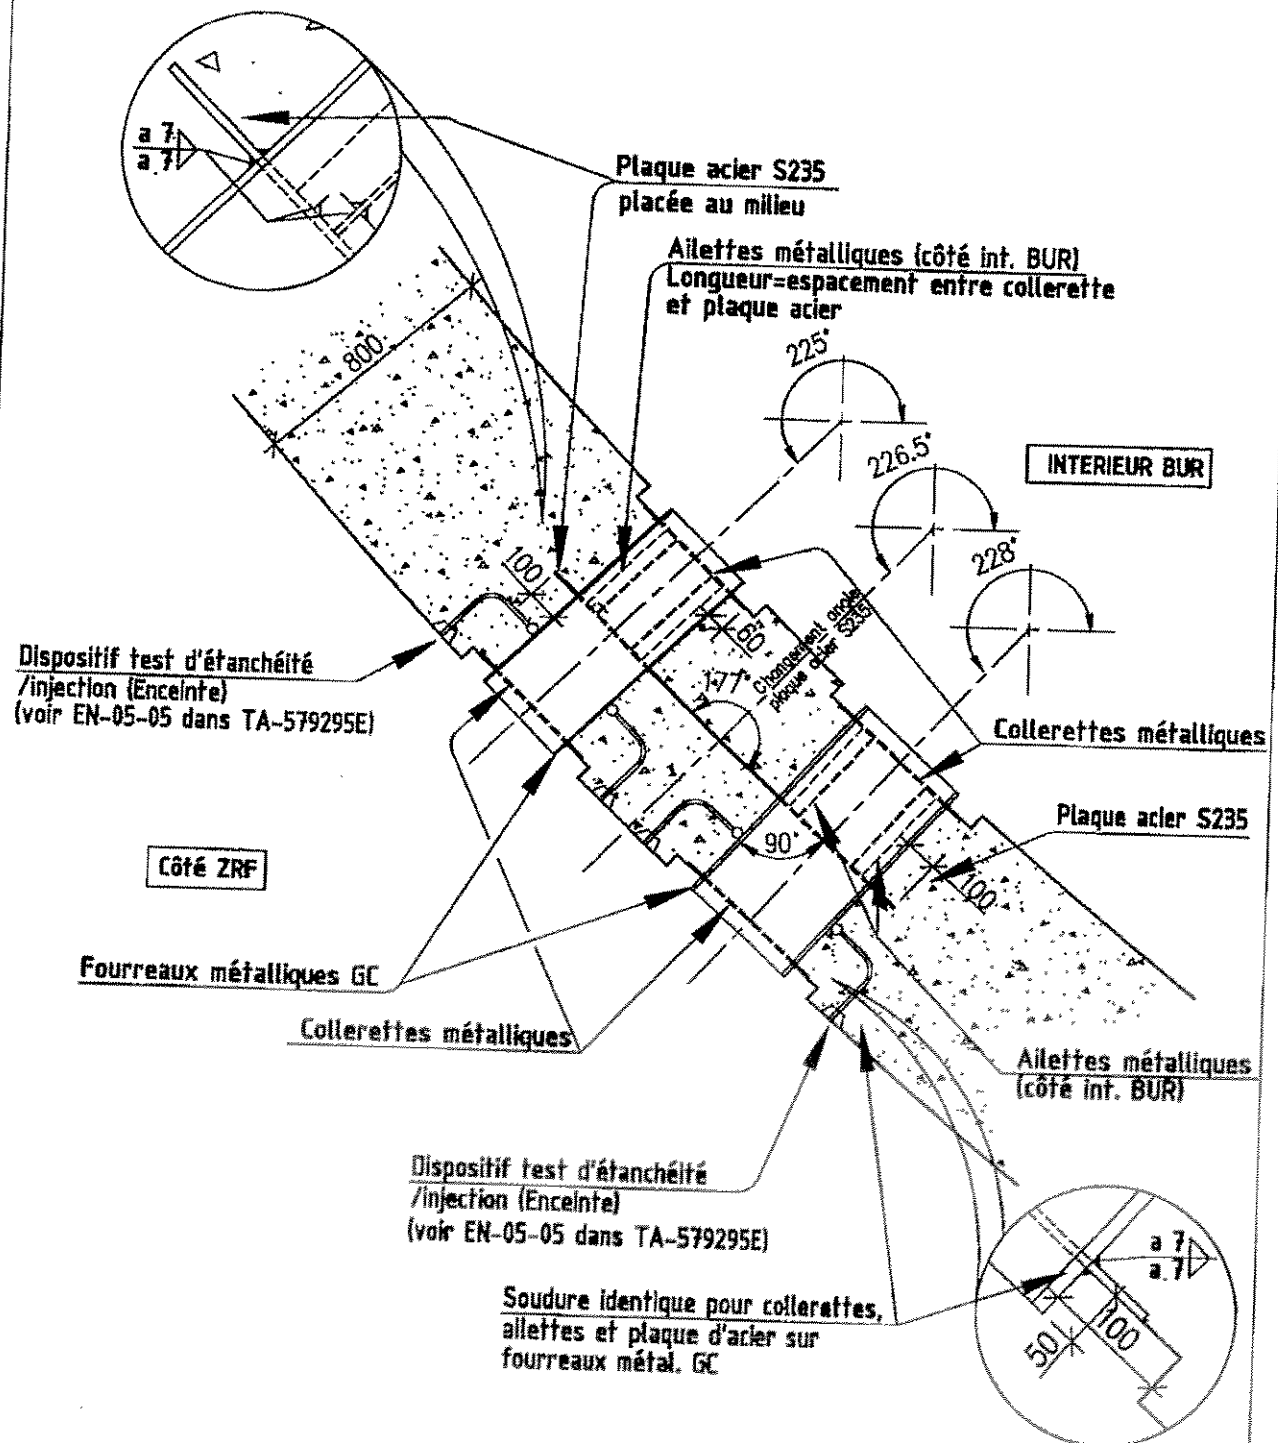 a 7
a 7
Plaque acier S235
placée au milieu
Ailettes métalliques (côté int. BUR)
Longueur=espacement entre collerette
et plaque acier
800
225°
226.5°
INTERIEUR BUR
228°
100
60
Changement angle
plaque acier S235
177°
Dispositif test d'étanchéité
/injection (Enceinte)
(voir EN-05-05 dans TA-579295E)
Collerettes métalliques
Plaque acier S235
90°
100
Côté ZRF
Fourreaux métalliques GC
Collerettes métalliques
Ailettes métalliques
(côté int. BUR)
Dispositif test d'étanchéité
/injection (Enceinte)
(voir EN-05-05 dans TA-579295E)
a 7
a 7
Soudure identique pour collerettes,
ailettes et plaque d'acier sur
fourreaux métal. GC
100
50